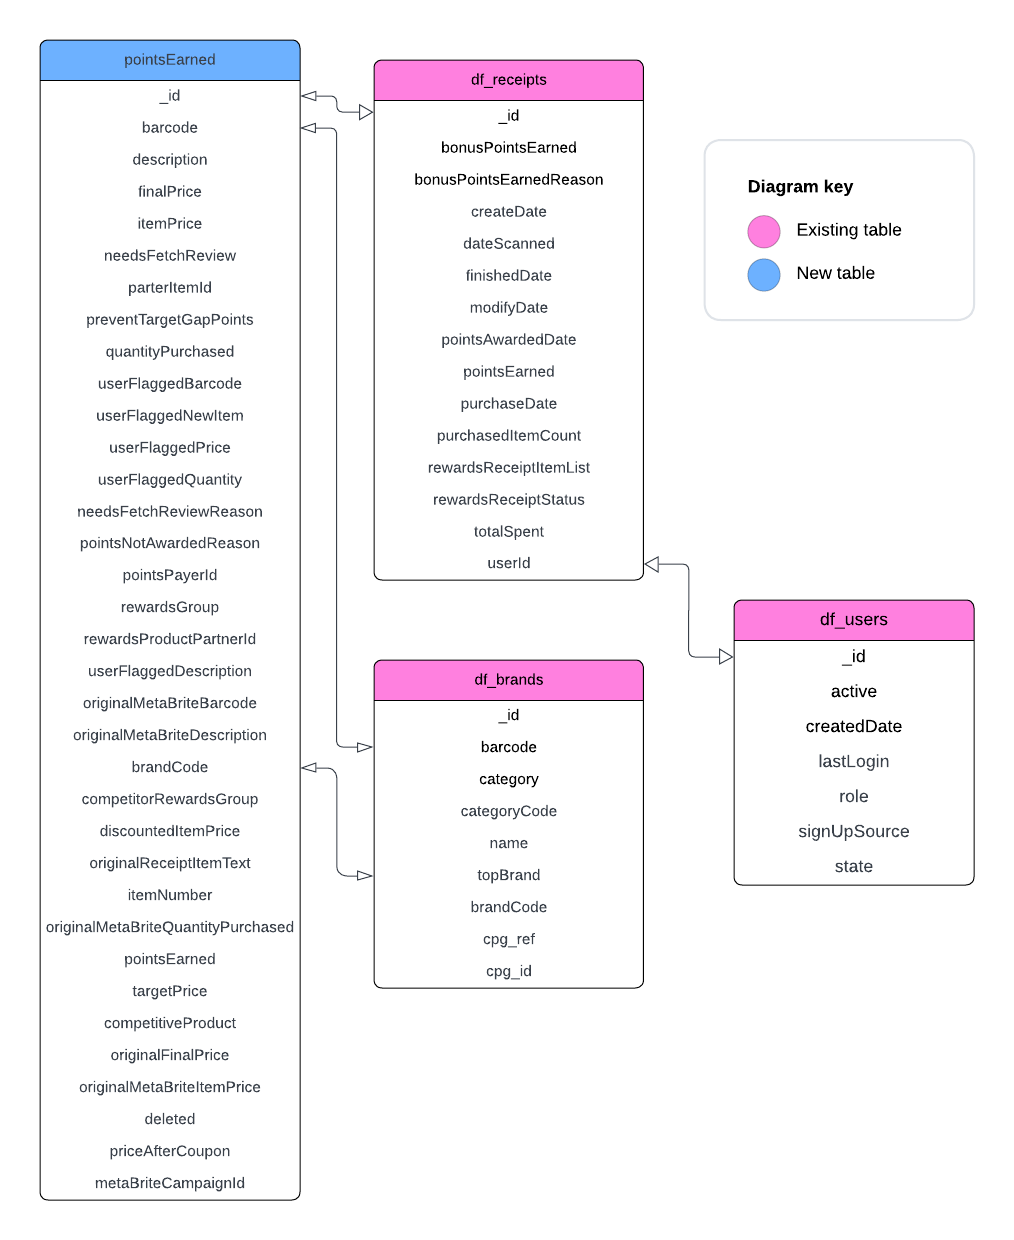 pointsEarned
_id
barcode
description
finalPrice
itemPrice
needsFetchReview
parterItemId
preventTargetGapPoints
quantityPurchased
userFlaggedBarcode
userFlaggedNewItem
userFlaggedPrice
userFlaggedQuantity
needsFetchReviewReason
pointsNotAwardedReason
pointsPayerId
rewardsGroup
rewardsProductPartnerId
userFlaggedDescription
originalMetaBriteBarcode
originalMetaBriteDescription
brandCode
competitorRewardsGroup
discountedItemPrice
originalReceiptItemText
itemNumber
originalMetaBriteQuantityPurchased
pointsEarned
targetPrice
competitiveProduct
originalFinalPrice
originalMetaBriteItemPrice
deleted
priceAfterCoupon
metaBriteCampaignId
df_receipts
_id
bonusPointsEarned
bonusPointsEarnedReason
createDate
dateScanned
finishedDate
modifyDate
pointsAwardedDate
pointsEarned
purchaseDate
purchasedItemCount
rewardsReceiptItemList
rewardsReceiptStatus
totalSpent
userId
df_brands
_id
barcode
category
categoryCode
name
topBrand
brandCode
cpg_ref
cpg_id
Diagram key
Existing table
New table
df_users
_id
active
createdDate
lastLogin
role
signUpSource
state